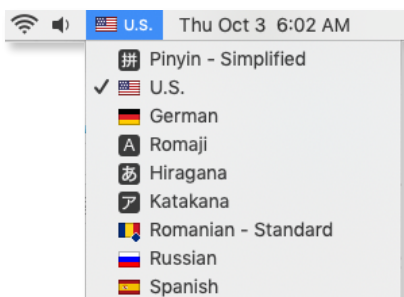 U.S. Thu Oct 3 6:02 AM
拼 Pinyin - Simplified
✓ U.S.
German
A Romaji
あ Hiragana
ア Katakana
Romanian - Standard
Russian
Spanish